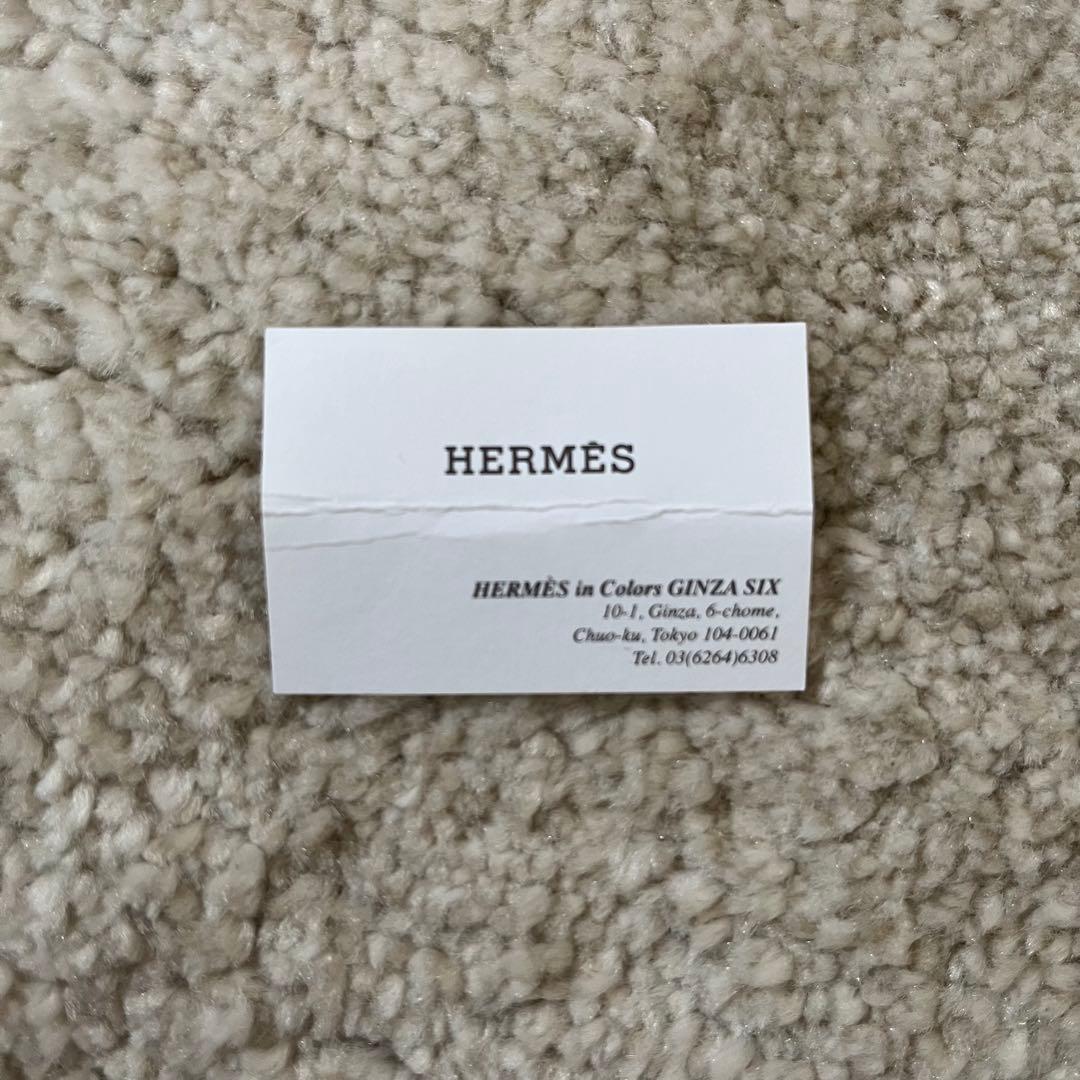 HERMÈS
HERMÈS in Colors GINZA SIX
10-1, Ginza, 6-chome,
Chuo-ku, Tokyo 104-0061
Tel. 03(6264)6308